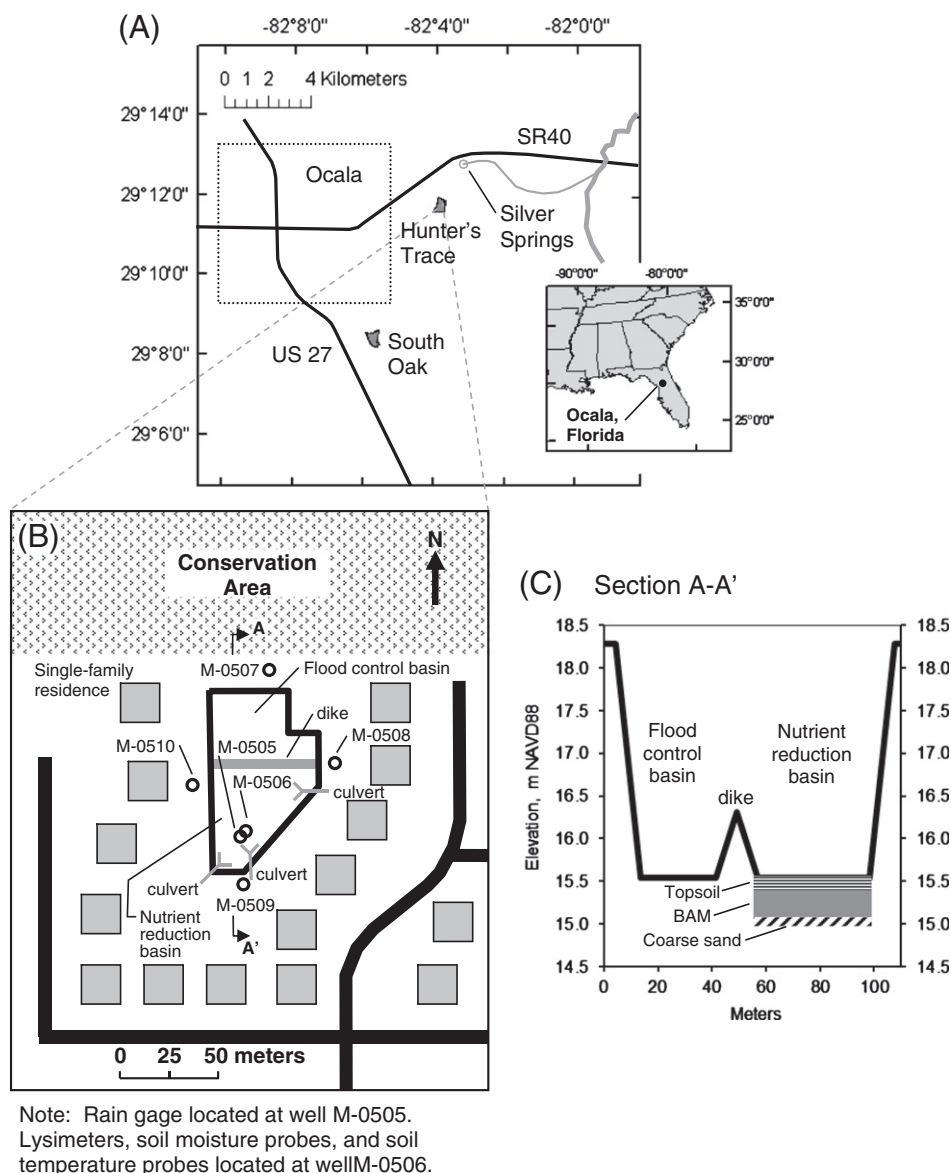 (A)
-82°8'0"
-82°4'0"
-82°0'0"
0 1 2 4 Kilometers
29°14'0"
29°12'0"
29°10'0"
29°8'0"
29°6'0"
Ocala
SR40
Silver
Springs
Hunter's
Trace
US 27
South
Oak
-90°0'0"
-80°0'0"
35°0'0"
30°0'0"
25°0'0"
Ocala,
Florida
(B)
N
Conservation
Area
A
M-0507
Flood control basin
Single-family
residence
dike
M-0505
M-0510
M-0508
M-0506
culvert
culvert
culvert
M-0509
Nutrient
reduction
basin
A'
0 25 50 meters
(C) Section A-A'
18.5
18.0
17.5
17.0
16.5
16.0
15.5
15.0
14.5
Elevation, m NAVD88
Flood
control
basin
Nutrient
reduction
basin
dike
Topsoil
BAM
Coarse sand
18.5
18.0
17.5
17.0
16.5
16.0
15.5
15.0
14.5
0 20 40 60 80 100
Meters
Note: Rain gage located at well M-0505.
Lysimeters, soil moisture probes, and soil
temperature probes located at wellM-0506.